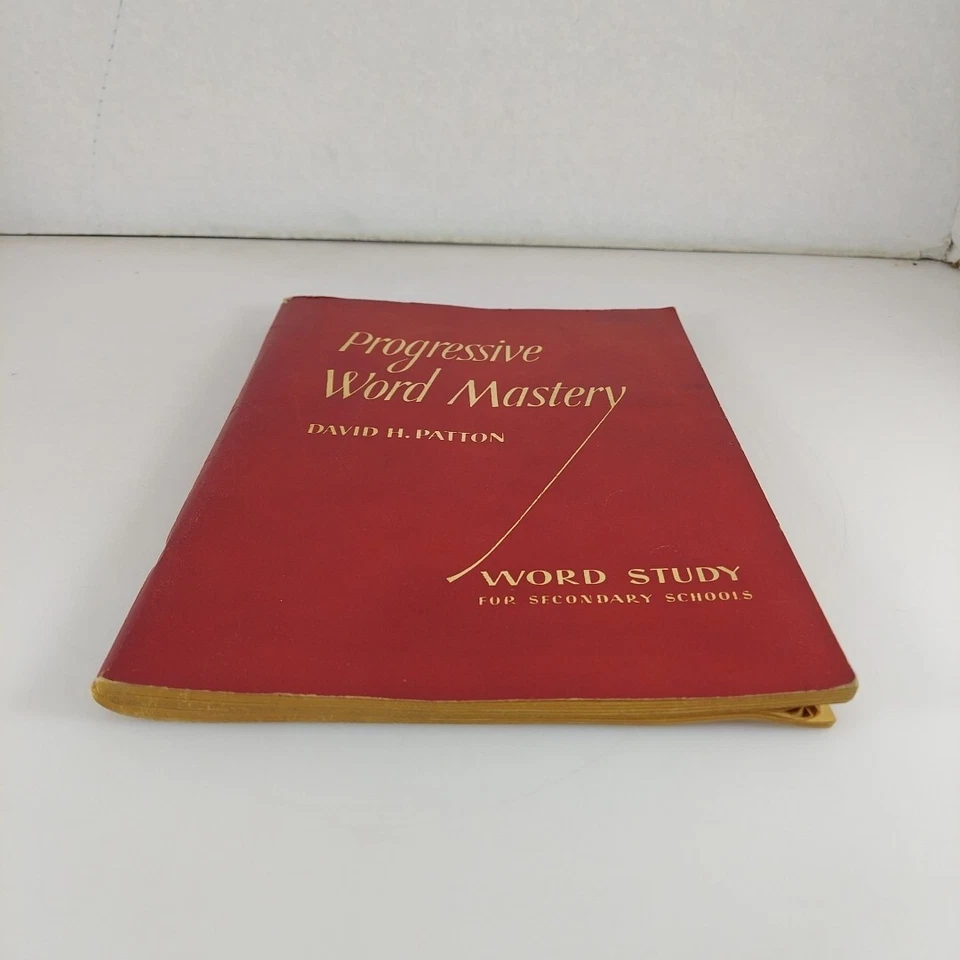 Progressive
Word Mastery
DAVID H. PATTON
WORD STUDY
FOR SECONDARY SCHOOLS